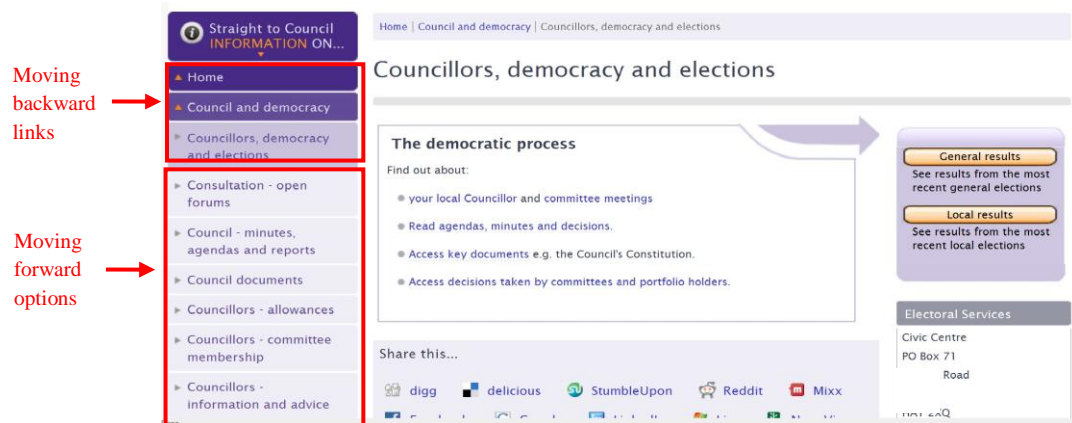 Moving
backward
links
Moving
forward
options
Straight to Council
INFORMATION ON...
Home
Council and democracy
Councillors, democracy
and elections
Consultation - open
forums
Council - minutes,
agendas and reports
Council documents
Councillors - allowances
Councillors - committee
membership
Councillors -
information and advice
Home | Council and democracy | Councillors, democracy and elections
Councillors, democracy and elections
The democratic process
Find out about:
your local Councillor and committee meetings
Read agendas, minutes and decisions.
Access key documents e.g. the Council's Constitution.
Access decisions taken by committees and portfolio holders.
Share this...
digg delicious StumbleUpon Reddit Mixx
General results
See results from the most
recent general elections
Local results
See results from the most
recent local elections
Electoral Services
Civic Centre
PO Box 71
Road